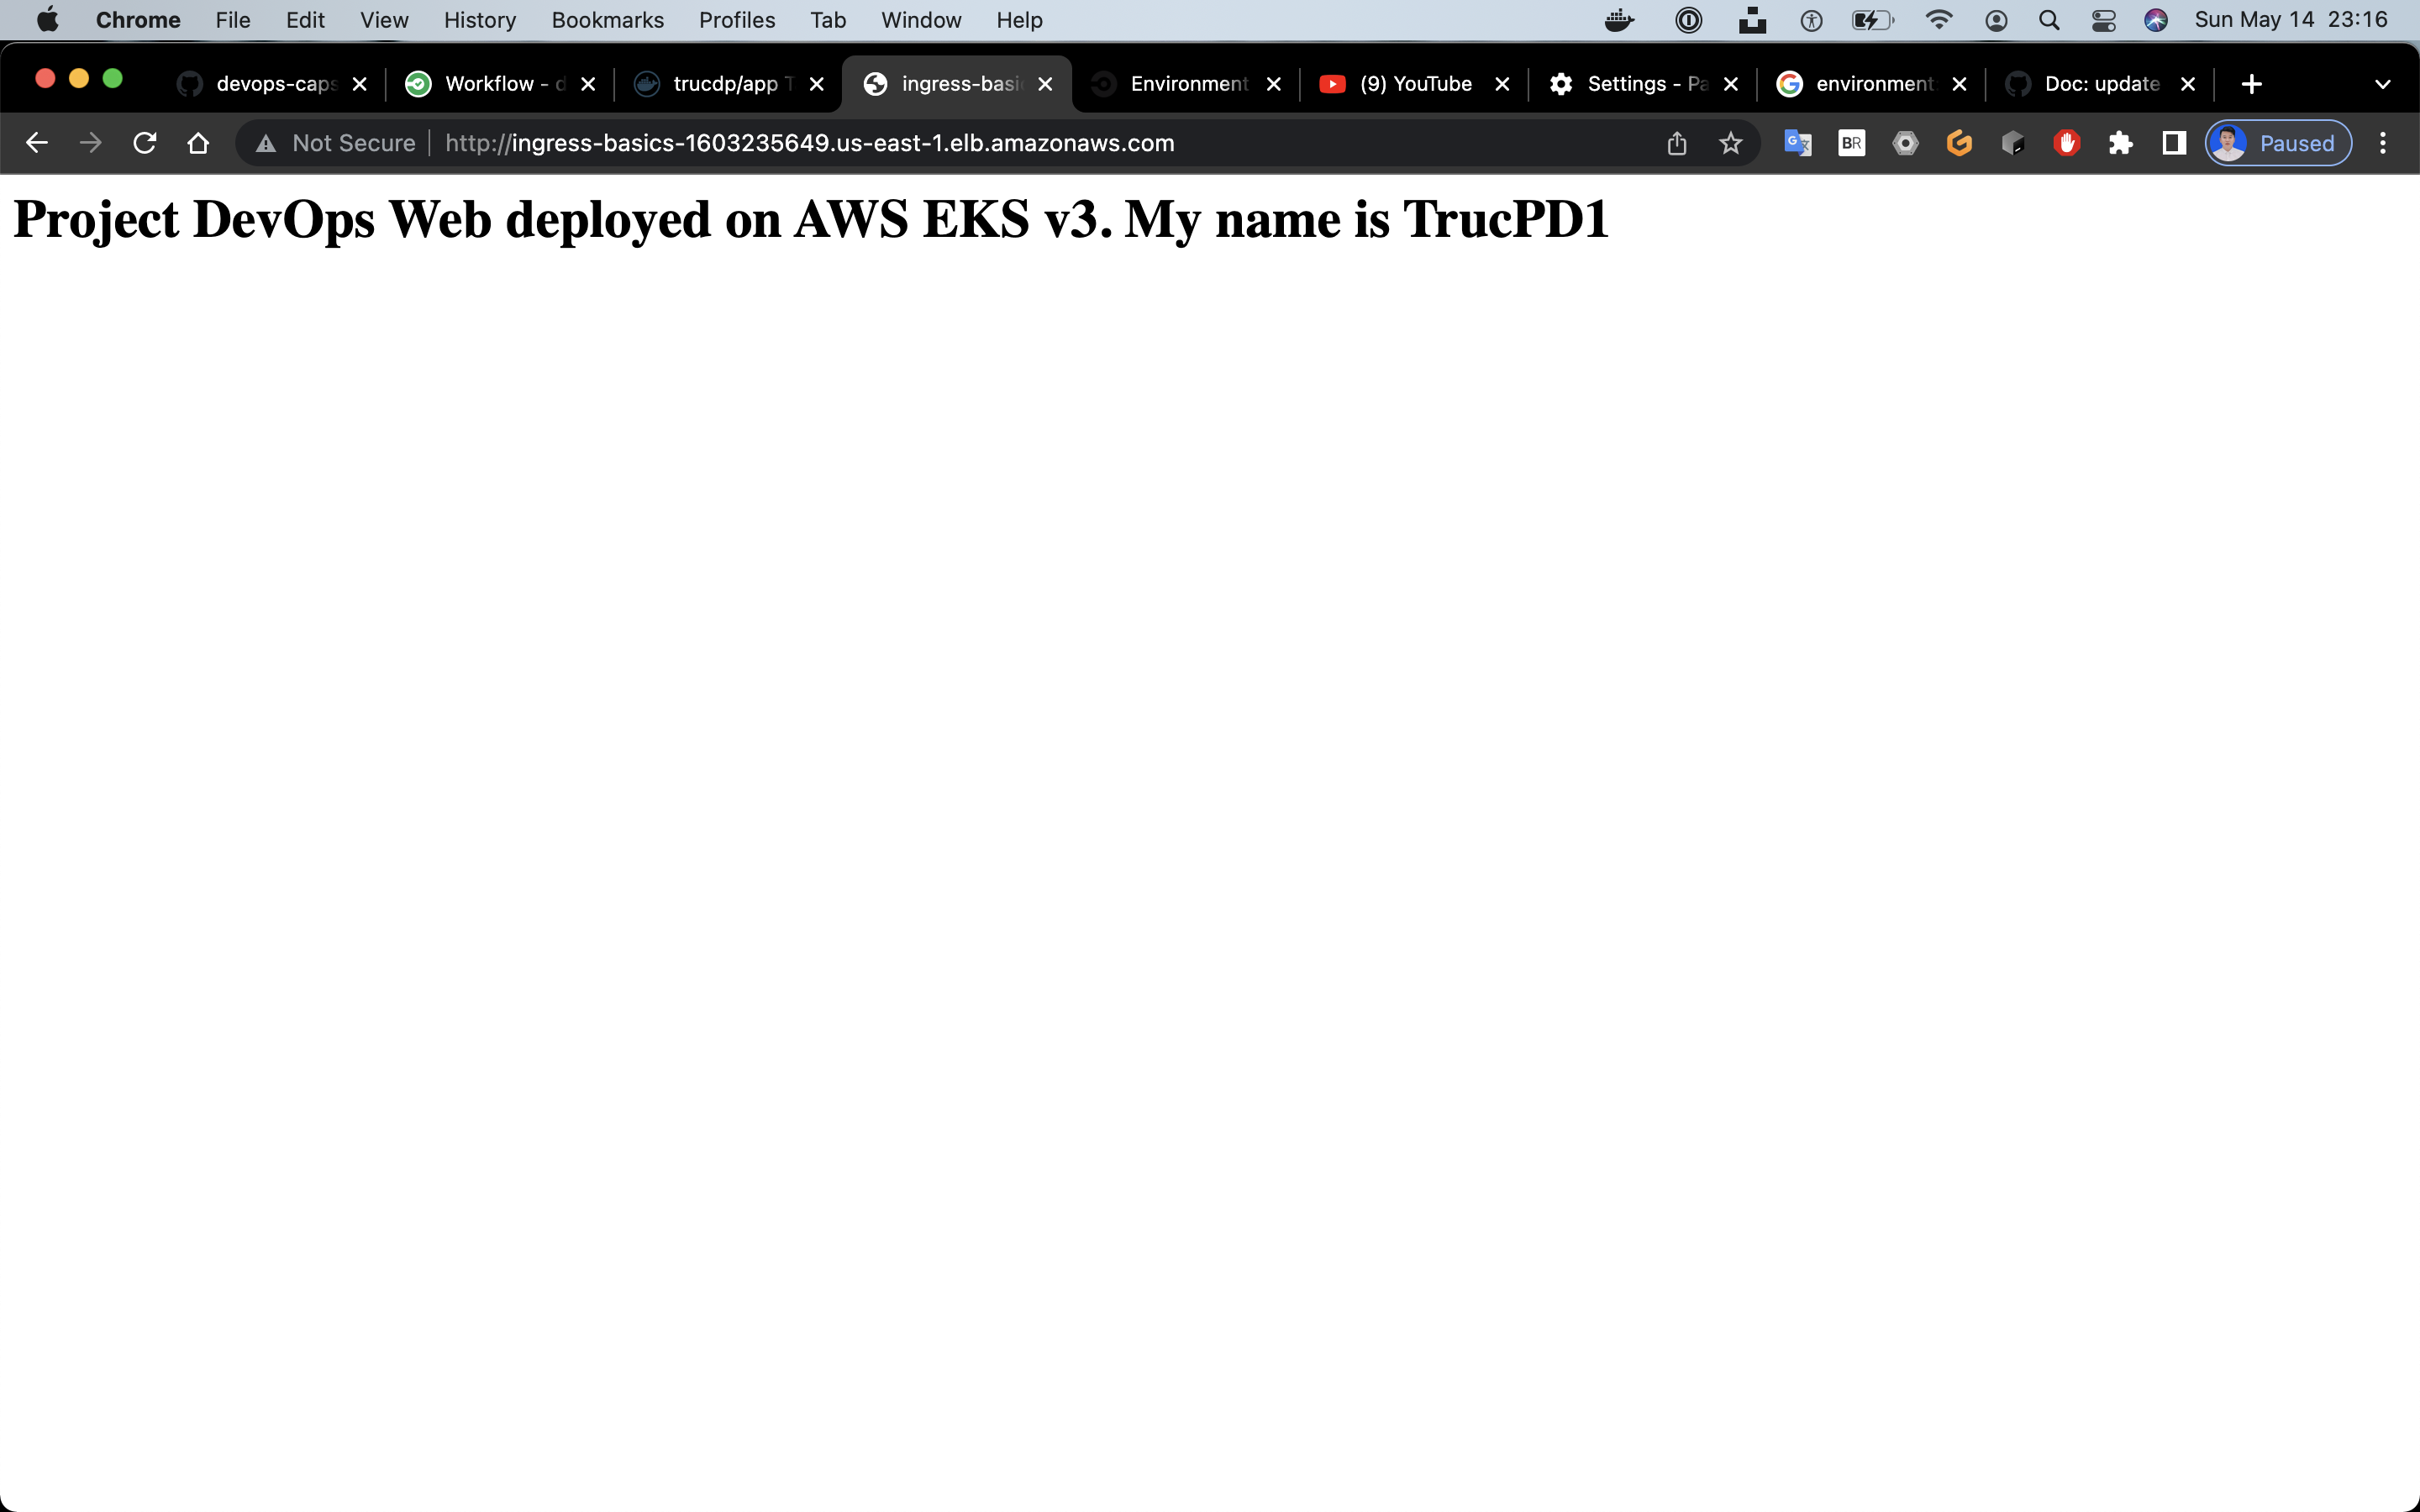 Chrome File Edit View History Bookmarks Profiles Tab Window Help Sun May 14 23:16
devops-caps Workflow - d trucdp/app T ingress-basi Environment (9) YouTube Settings - Pa environment Doc: update
Not Secure http://ingress-basics-1603235649.us-east-1.elb.amazonaws.com BR Paused
Project DevOps Web deployed on AWS EKS v3. My name is TrucPD1